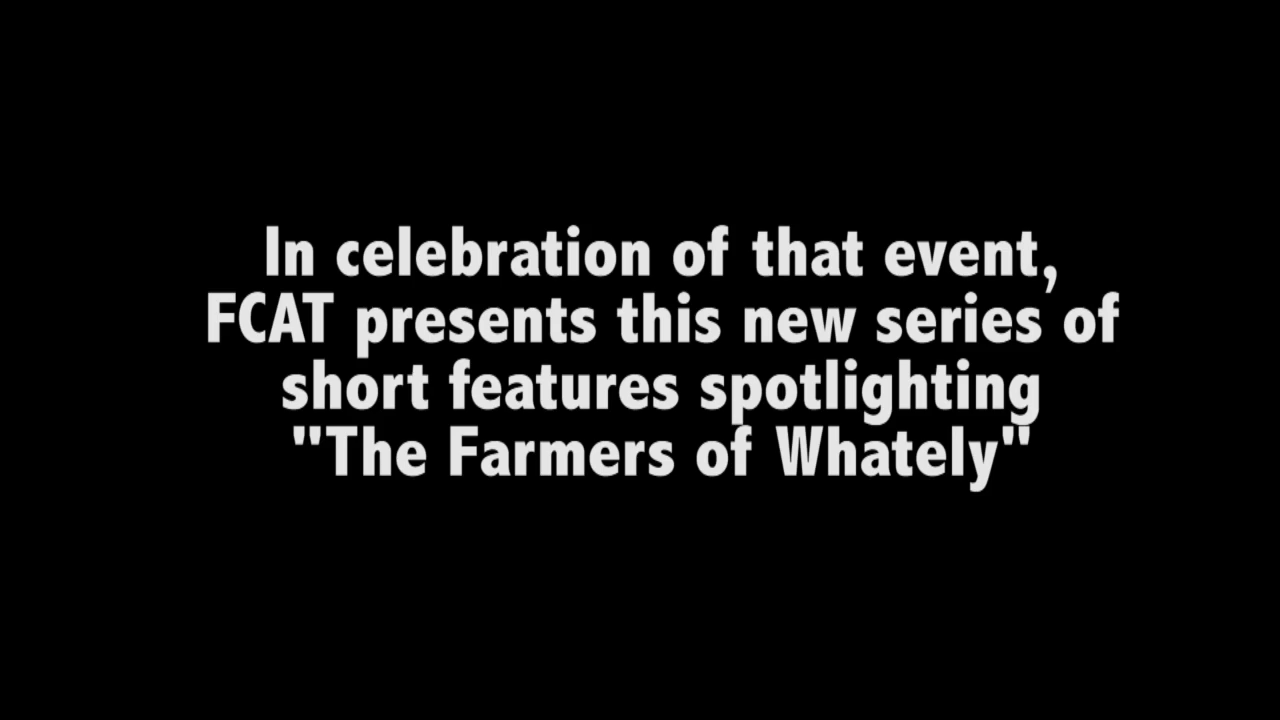 In celebration of that event,
FCAT presents this new series of
short features spotlighting
"The Farmers of Whately"